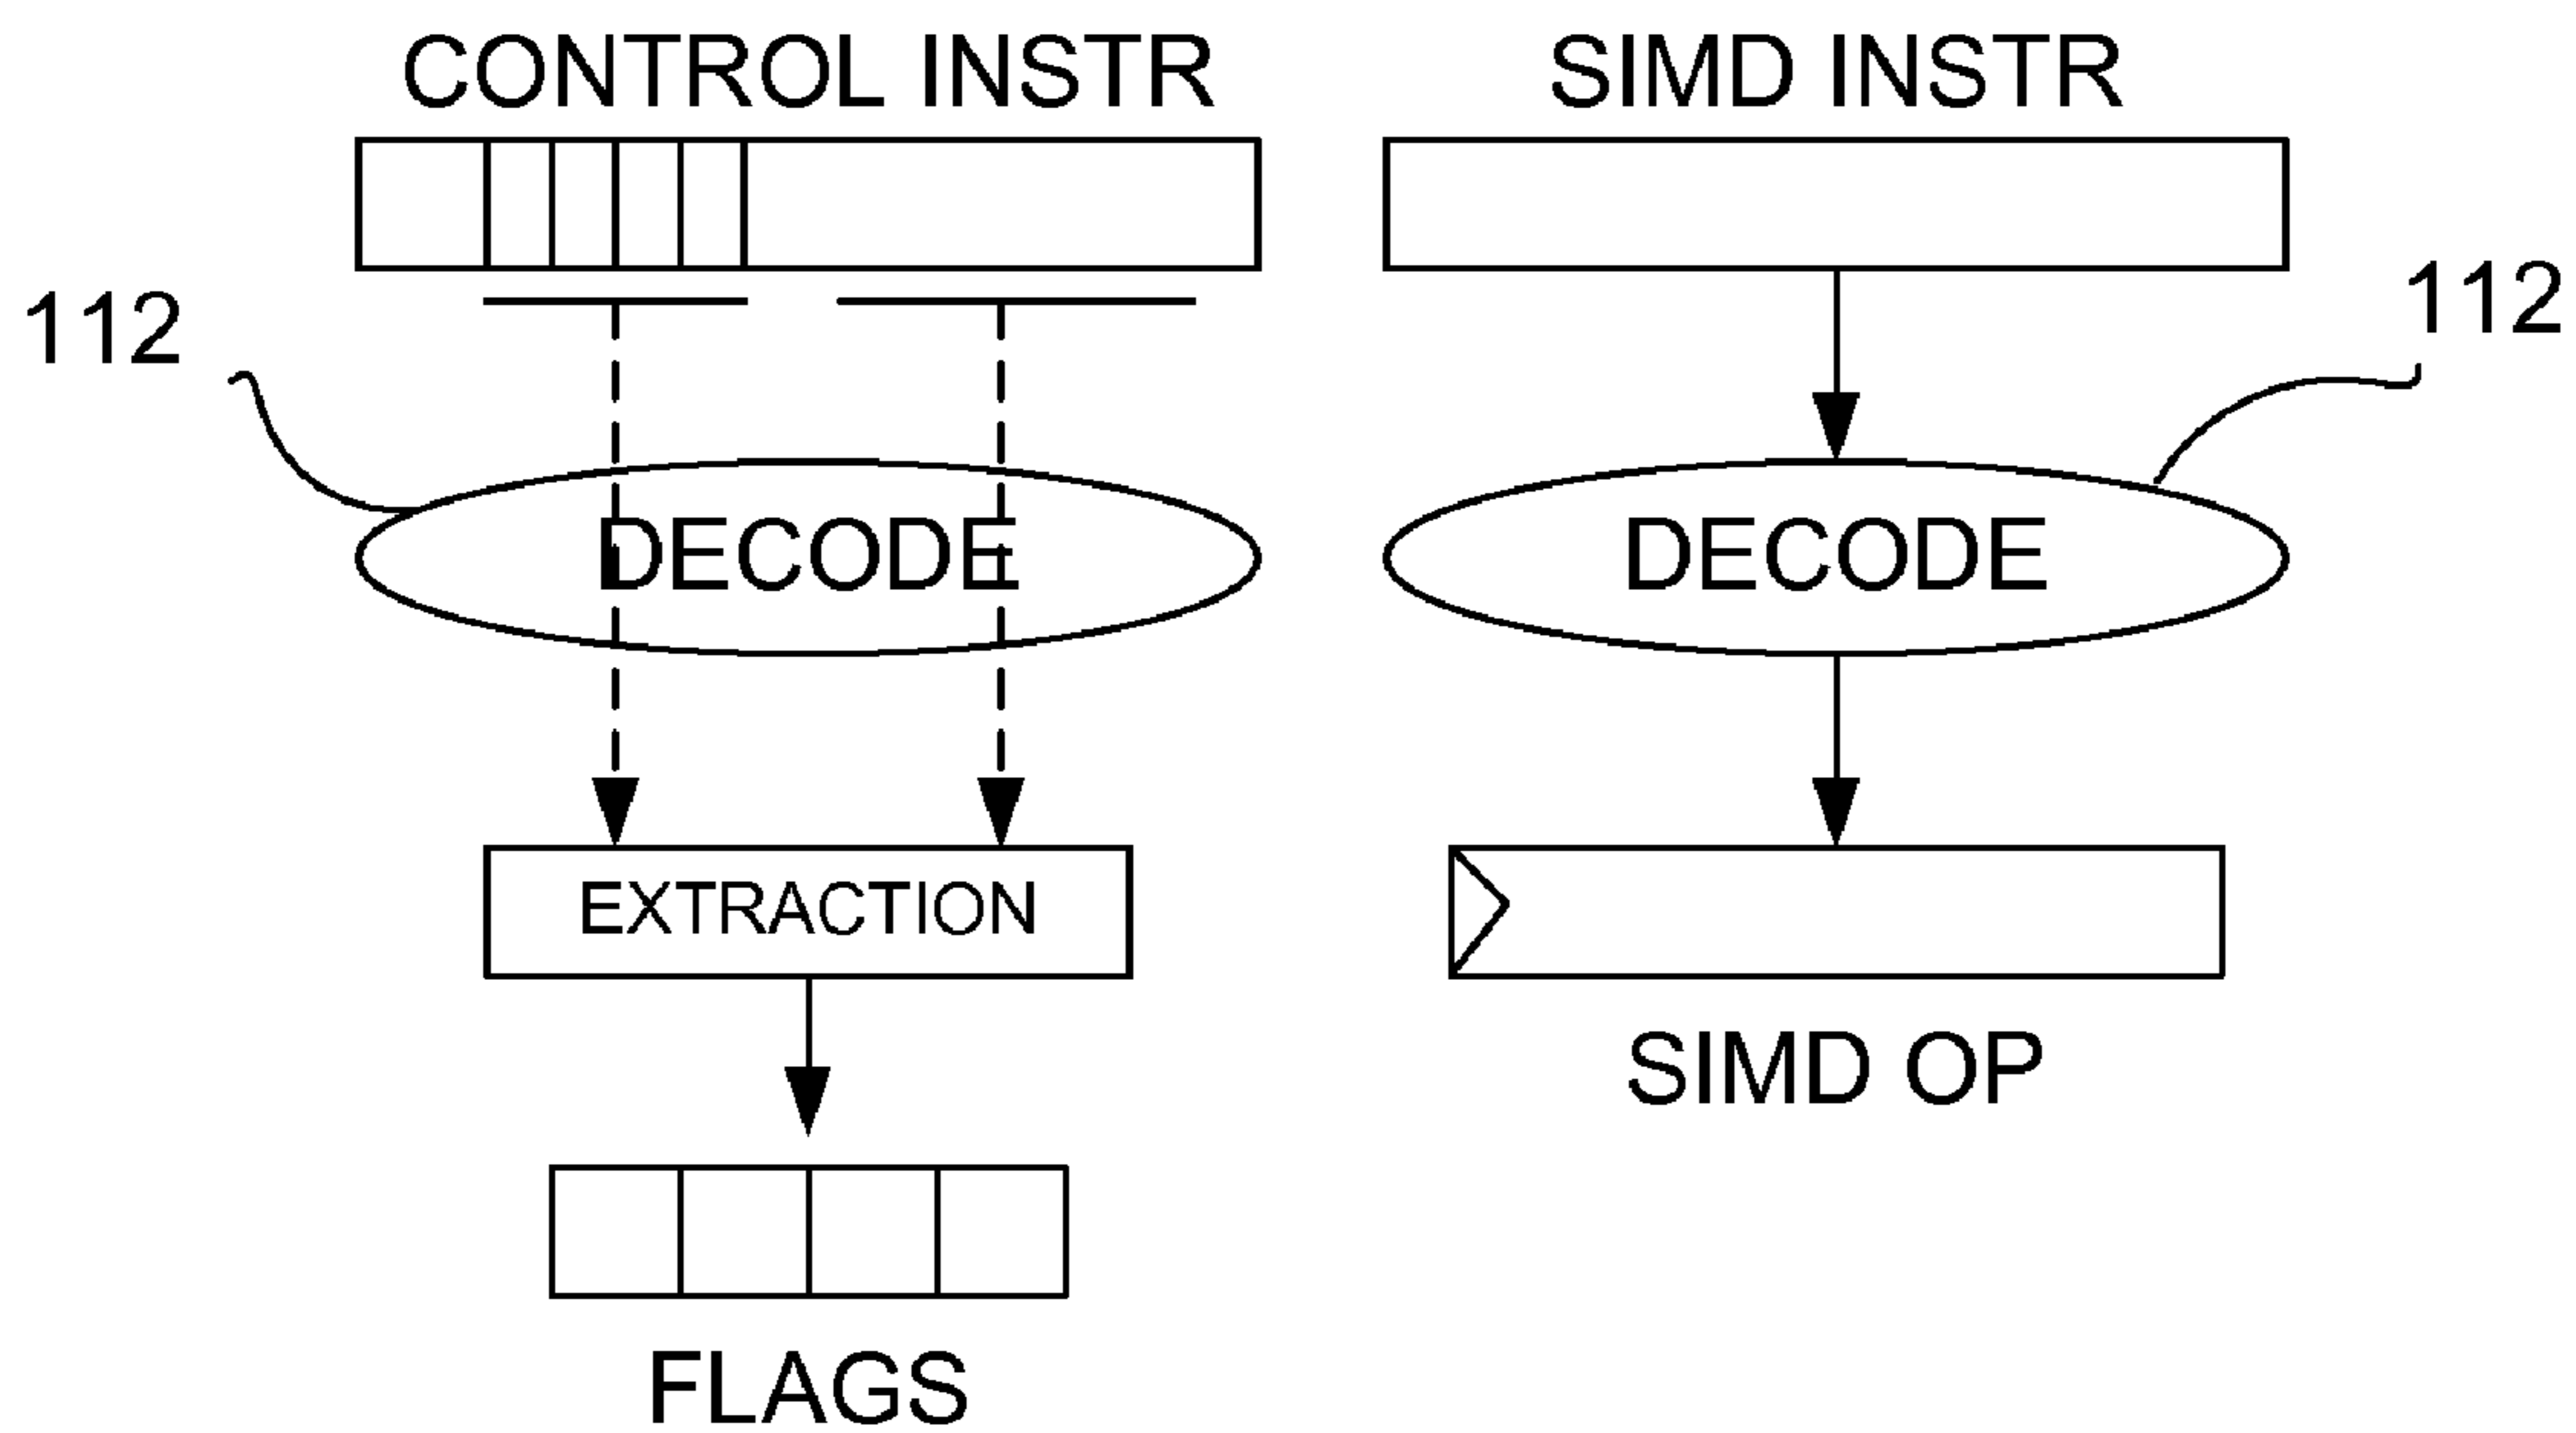 CONTROL INSTR
SIMD INSTR
112
112
DECODE
DECODE
EXTRACTION
SIMD OP
FLAGS